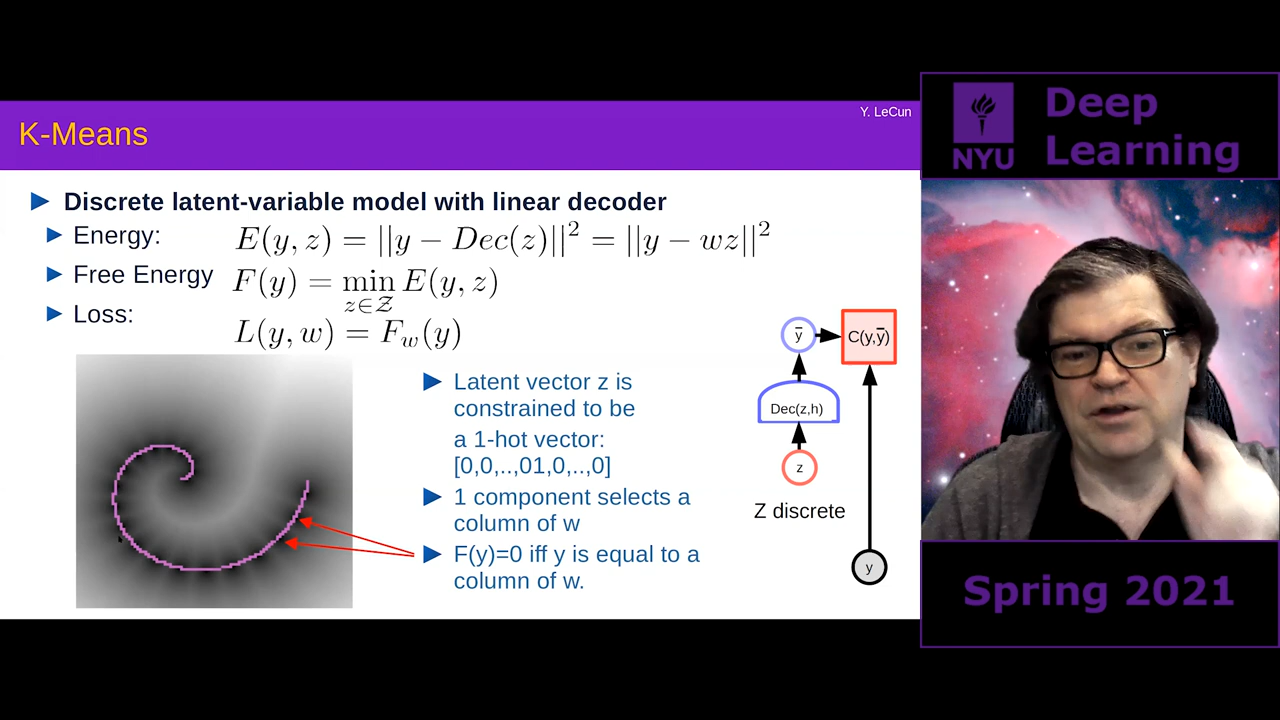 Y. LeCun
K-Means
Discrete latent-variable model with linear decoder
Energy: E(y, z) = ||y − Dec(z)||² = ||y − wz||²
Free Energy F(y) = min E(y, z)
z∈𝒵
Loss:
L(y, w) = F_w(y)
Latent vector z is
constrained to be
a 1-hot vector:
[0,0,..,01,0,..,0]
1 component selects a
column of w
F(y)=0 iff y is equal to a
column of w.
ȳ
C(y,ȳ)
Dec(z,h)
z
Z discrete
y
NYU
Deep
Learning
Spring 2021